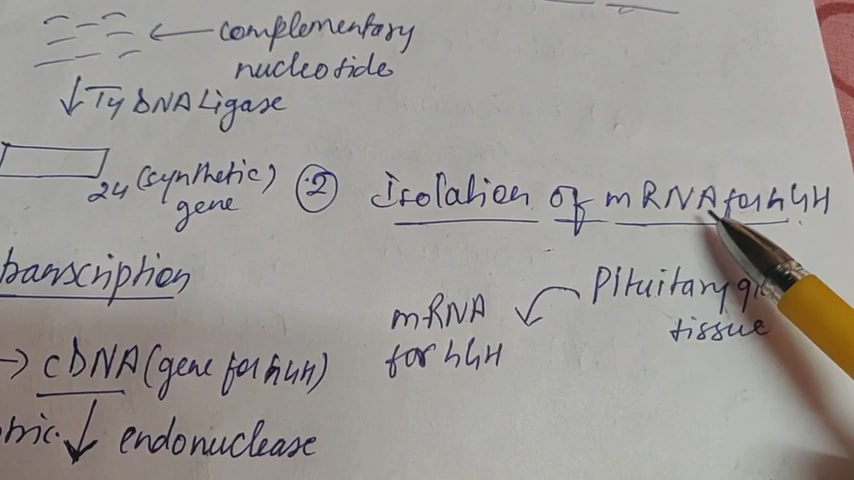 complementary
nucleotide
T4 DNA Ligase
24 (synthetic)
gene
② Isolation of mRNA for hGH
transcription
Pituitary
tissue
mRNA
for hGH
→ cDNA (gene for hGH)
endonuclease